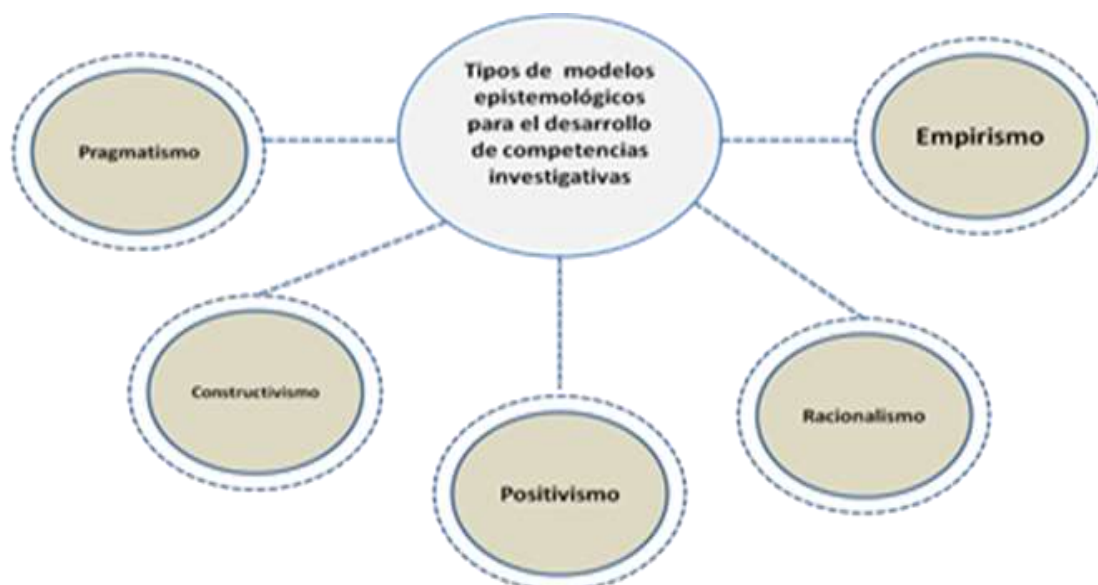 Tipos de modelos
epistemológicos
para el desarrollo
de competencias
investigativas
Pragmatismo
Empirismo
Constructivismo
Positivismo
Racionalismo